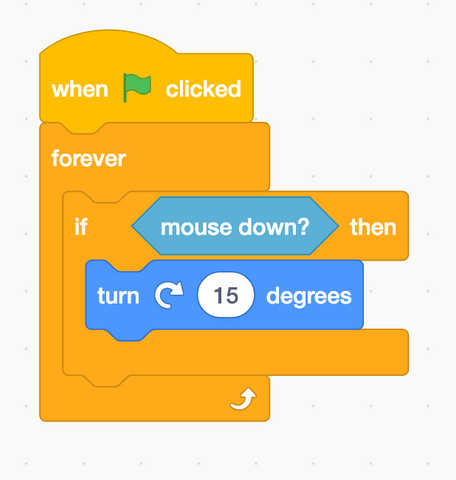 when clicked
forever
if mouse down? then
turn 15 degrees